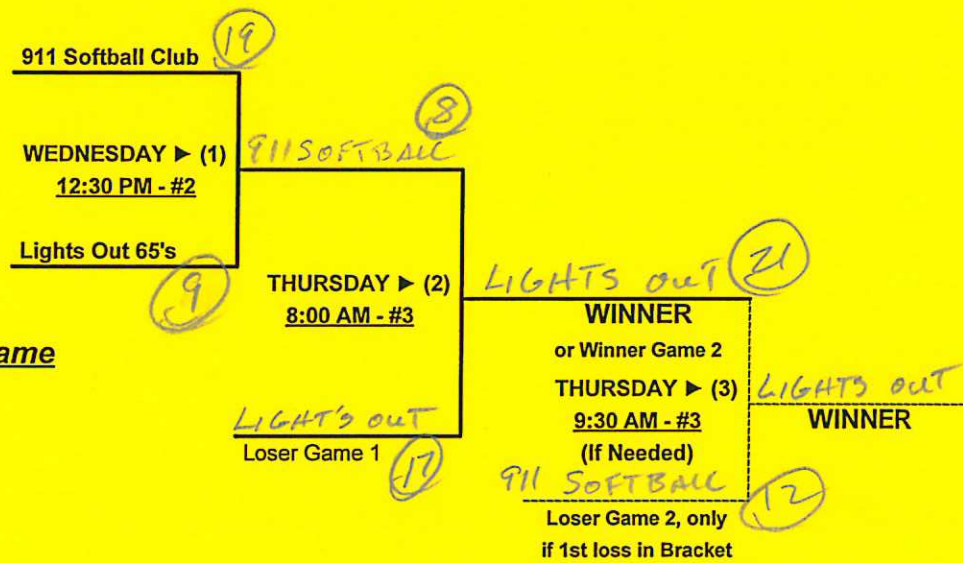 19
911 Softball Club
8
WEDNESDAY ► (1)
911 SOFTBALL
12:30 PM - #2
Lights Out 65's
9
THURSDAY ► (2)
8:00 AM - #3
LIGHTS OUT 21
WINNER
or Winner Game 2
ame
THURSDAY ► (3)
LIGHTS OUT
9:30 AM - #3
WINNER
(If Needed)
LIGHT'S OUT
Loser Game 1
17
911 SOFTBALL
12
Loser Game 2, only
if 1st loss in Bracket